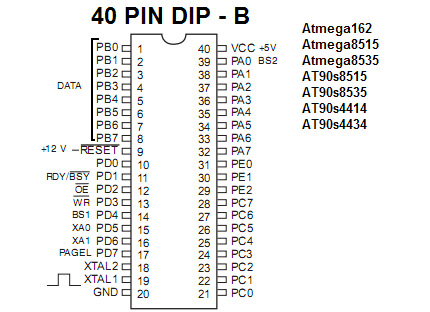 40 PIN DIP - B
Atmega162
Atmega8515
Atmega8535
AT90s8515
AT90s8535
AT90s4414
AT90s4434
PB0 1 40 VCC +5V
PB1 2 39 PA0 BS2
PB2 3 38 PA1
DATA PB3 4 37 PA2
PB4 5 36 PA3
PB5 6 35 PA4
PB6 7 34 PA5
PB7 8 33 PA6
+12 V RESET 9 32 PA7
PD0 10 31 PE0
RDY/BSY PD1 11 30 PE1
OE PD2 12 29 PE2
WR PD3 13 28 PC7
BS1 PD4 14 27 PC6
XA0 PD5 15 26 PC5
XA1 PD6 16 25 PC4
PAGEL PD7 17 24 PC3
XTAL2 18 23 PC2
XTAL1 19 22 PC1
GND 20 21 PC0